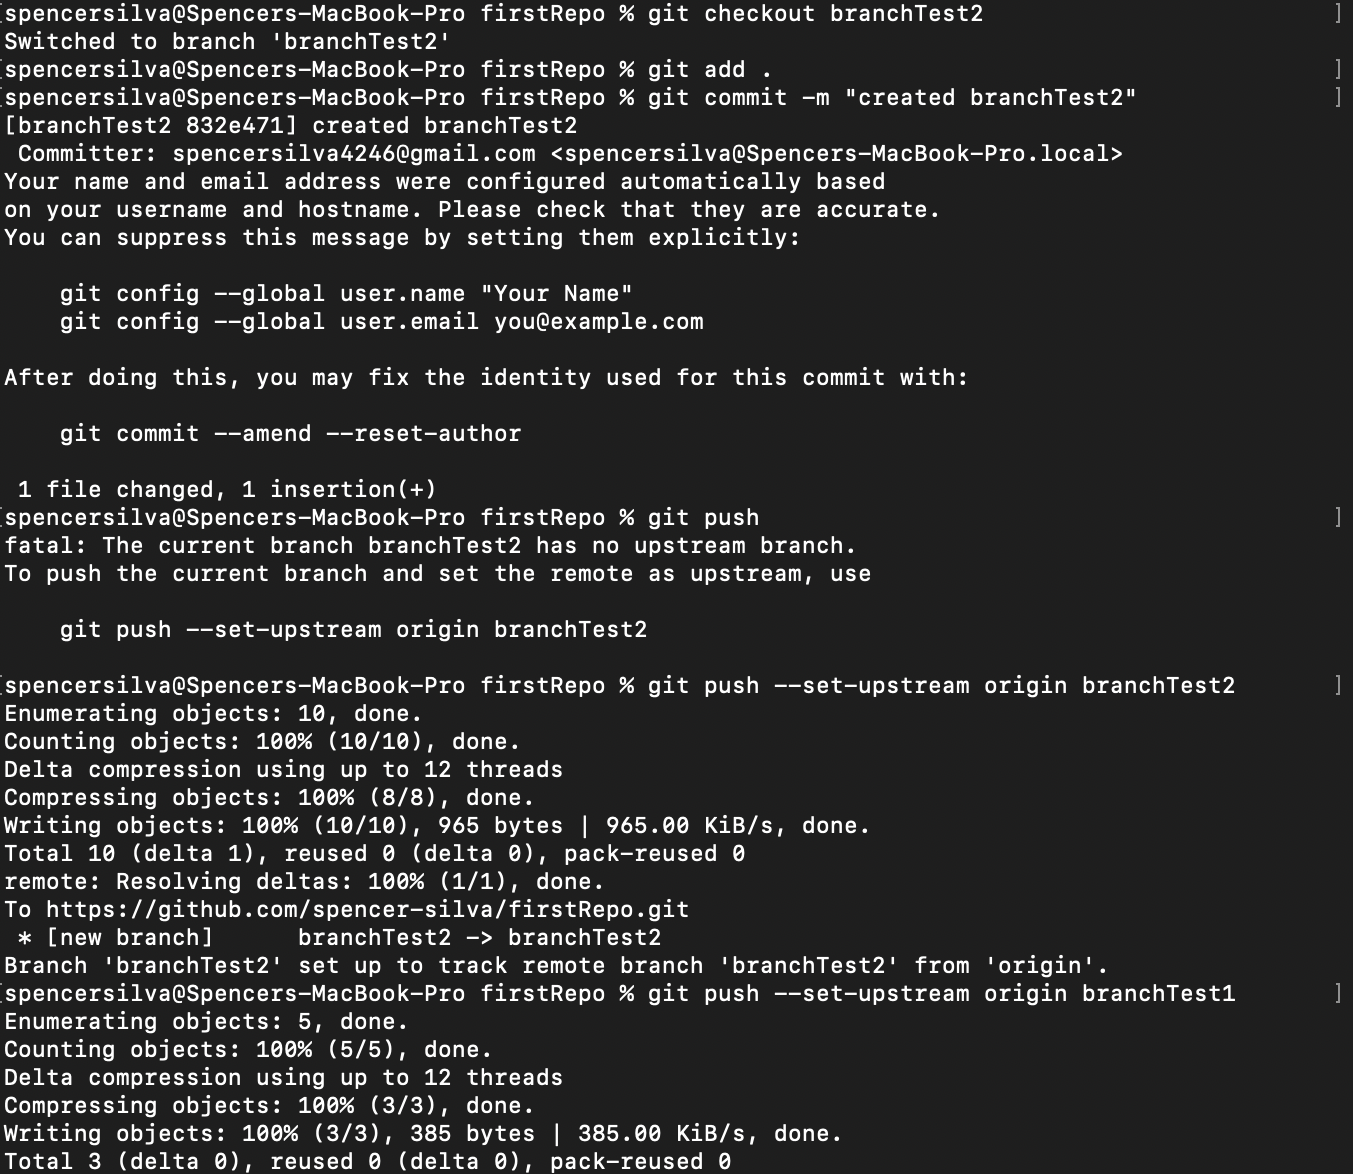 [spencersilva@Spencers-MacBook-Pro firstRepo % git checkout branchTest2 ]
Switched to branch 'branchTest2'
[spencersilva@Spencers-MacBook-Pro firstRepo % git add . ]
[spencersilva@Spencers-MacBook-Pro firstRepo % git commit -m "created branchTest2" ]
[branchTest2 832e471] created branchTest2
 Committer: spencersilva4246@gmail.com <spencersilva@Spencers-MacBook-Pro.local>
Your name and email address were configured automatically based
on your username and hostname. Please check that they are accurate.
You can suppress this message by setting them explicitly:
    git config --global user.name "Your Name"
    git config --global user.email you@example.com
After doing this, you may fix the identity used for this commit with:
    git commit --amend --reset-author
 1 file changed, 1 insertion(+)
[spencersilva@Spencers-MacBook-Pro firstRepo % git push ]
fatal: The current branch branchTest2 has no upstream branch.
To push the current branch and set the remote as upstream, use
    git push --set-upstream origin branchTest2
[spencersilva@Spencers-MacBook-Pro firstRepo % git push --set-upstream origin branchTest2 ]
Enumerating objects: 10, done.
Counting objects: 100% (10/10), done.
Delta compression using up to 12 threads
Compressing objects: 100% (8/8), done.
Writing objects: 100% (10/10), 965 bytes | 965.00 KiB/s, done.
Total 10 (delta 1), reused 0 (delta 0), pack-reused 0
remote: Resolving deltas: 100% (1/1), done.
To https://github.com/spencer-silva/firstRepo.git
 * [new branch]      branchTest2 -> branchTest2
Branch 'branchTest2' set up to track remote branch 'branchTest2' from 'origin'.
[spencersilva@Spencers-MacBook-Pro firstRepo % git push --set-upstream origin branchTest1 ]
Enumerating objects: 5, done.
Counting objects: 100% (5/5), done.
Delta compression using up to 12 threads
Compressing objects: 100% (3/3), done.
Writing objects: 100% (3/3), 385 bytes | 385.00 KiB/s, done.
Total 3 (delta 0), reused 0 (delta 0), pack-reused 0